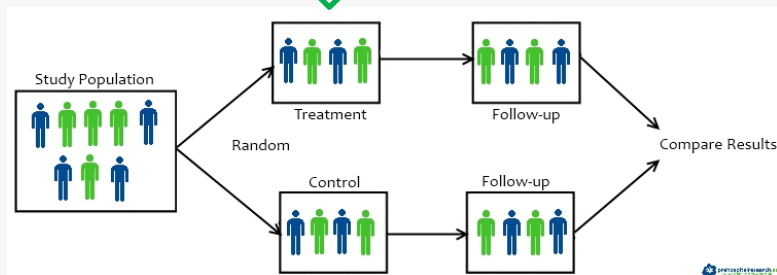 Study Population
Treatment
Follow-up
Random
Compare Results
Control
Follow-up